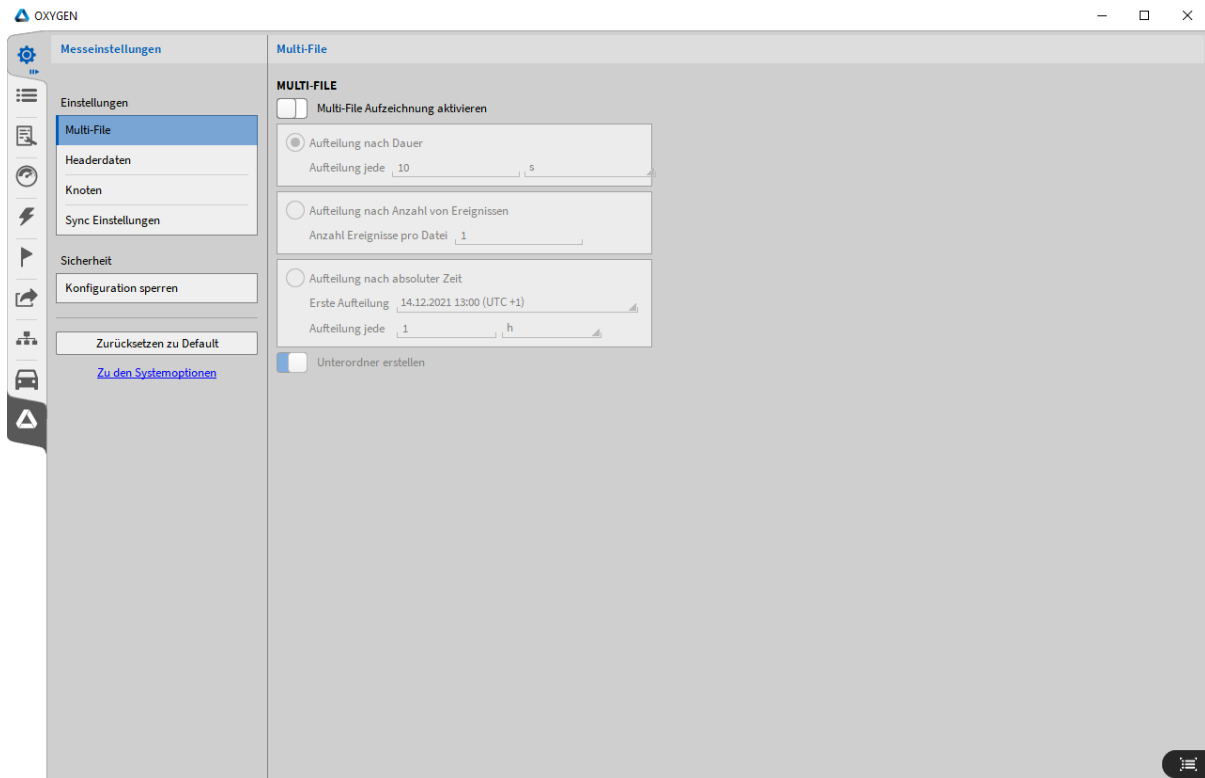 OXYGEN
Messeinstellungen
Einstellungen
Multi-File
Headerdaten
Knoten
Sync Einstellungen
Sicherheit
Konfiguration sperren
Zurücksetzen zu Default
Zu den Systemoptionen
Multi-File
MULTI-FILE
Multi-File Aufzeichnung aktivieren
Aufteilung nach Dauer
Aufteilung jede 10 s
Aufteilung nach Anzahl von Ereignissen
Anzahl Ereignisse pro Datei 1
Aufteilung nach absoluter Zeit
Erste Aufteilung 14.12.2021 13:00 (UTC +1)
Aufteilung jede 1 h
Unterordner erstellen